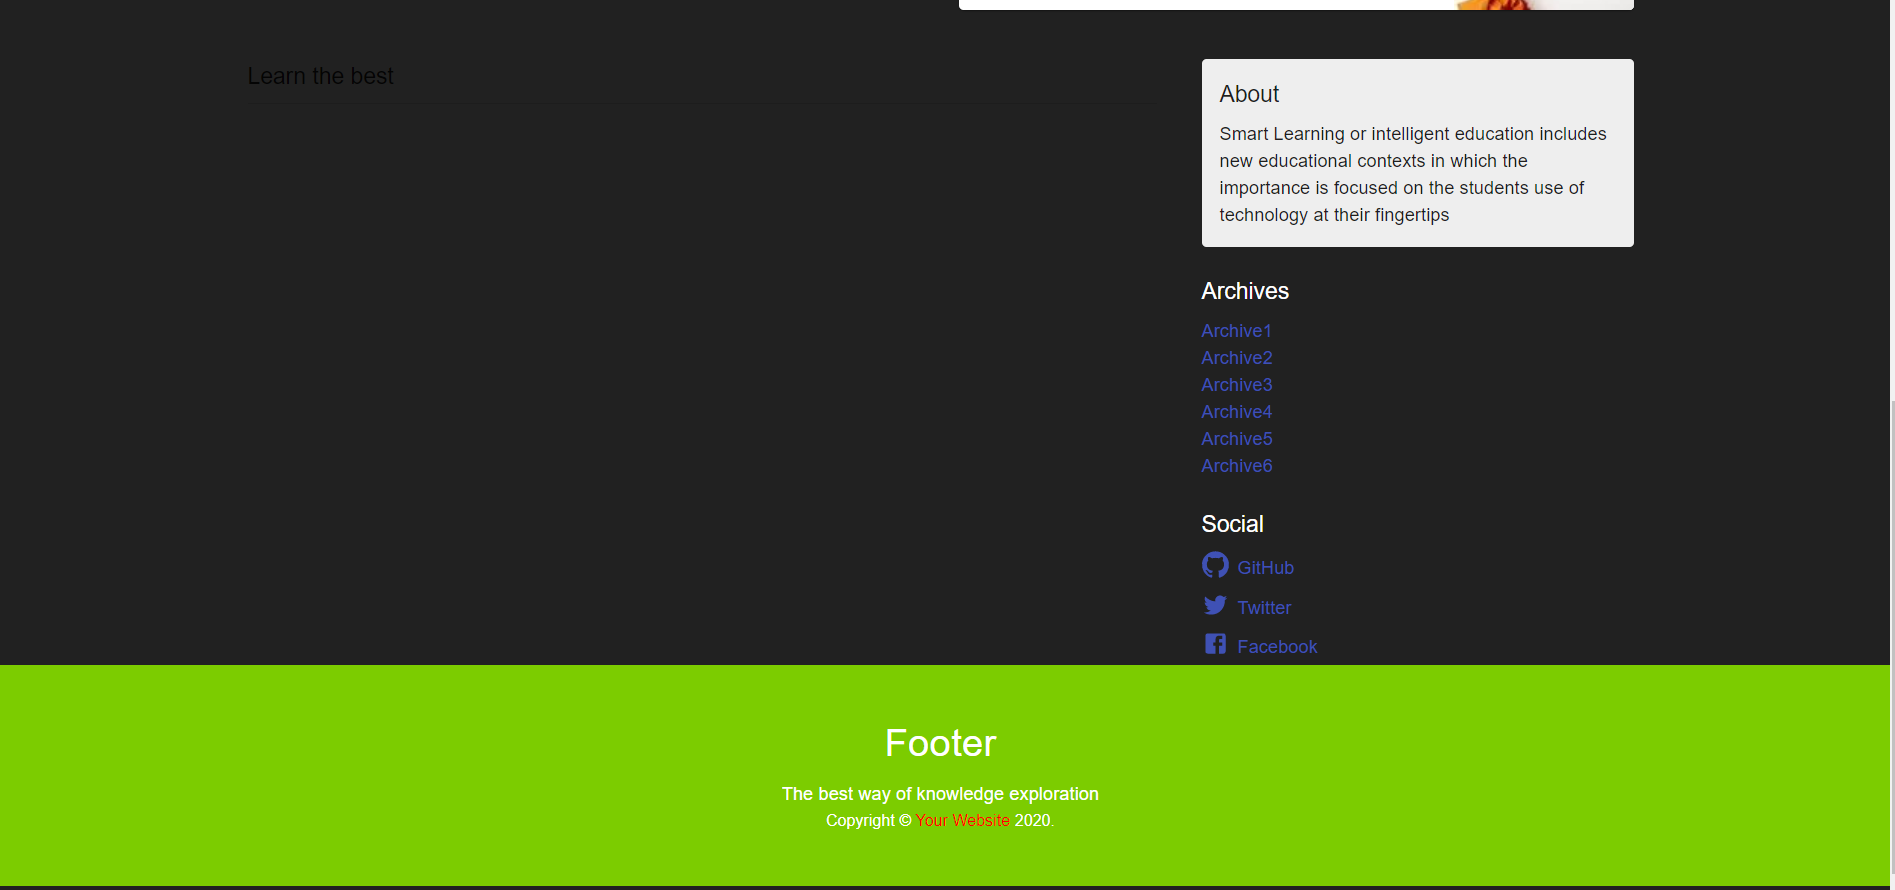 Learn the best
About
Smart Learning or intelligent education includes
new educational contexts in which the
importance is focused on the students use of
technology at their fingertips
Archives
Archive1
Archive2
Archive3
Archive4
Archive5
Archive6
Social
GitHub
Twitter
Facebook
Footer
The best way of knowledge exploration
Copyright © Your Website 2020.